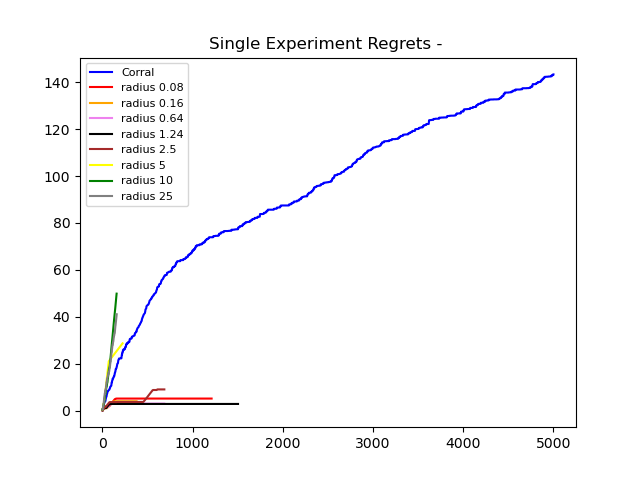 Single Experiment Regrets -
140
120
100
80
60
40
20
0
Corral
radius 0.08
radius 0.16
radius 0.64
radius 1.24
radius 2.5
radius 5
radius 10
radius 25
0 1000 2000 3000 4000 5000